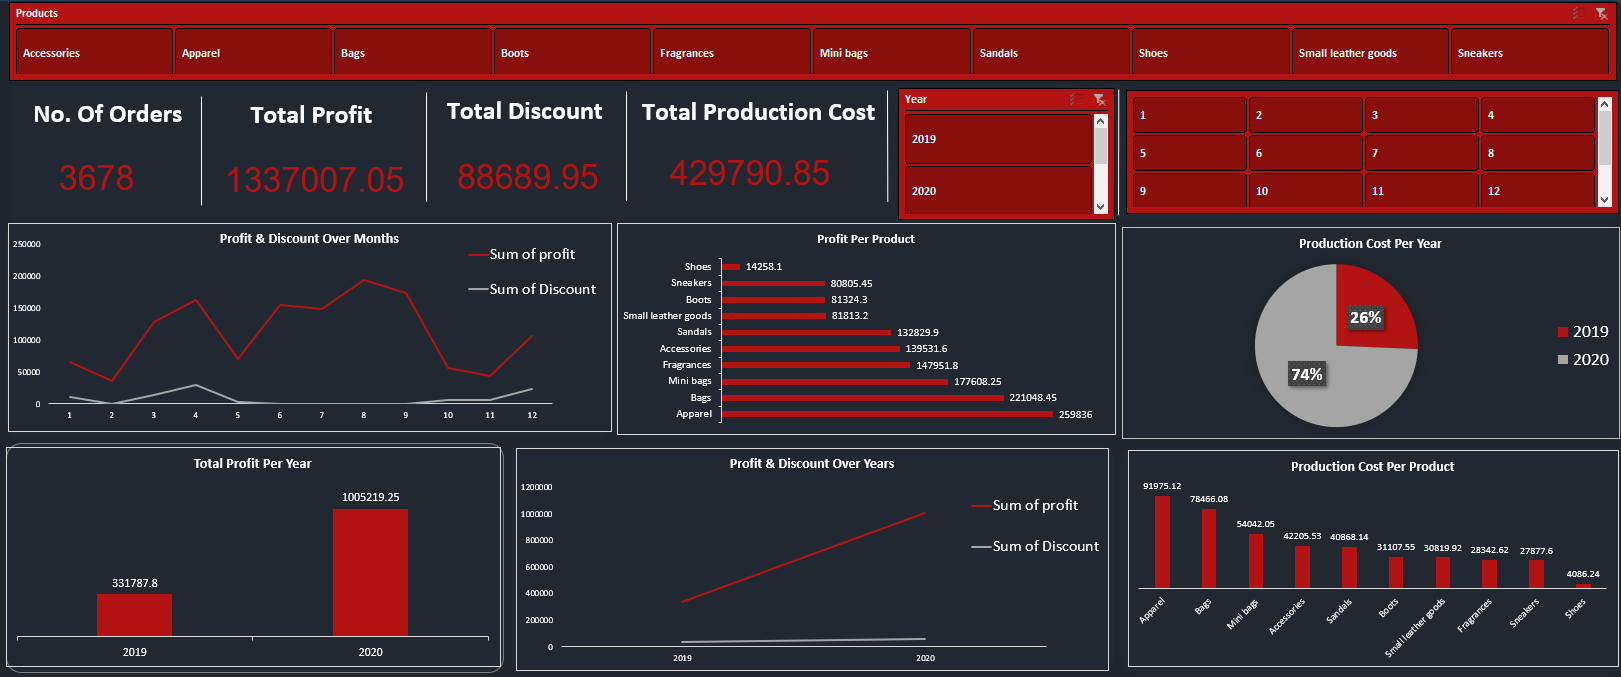 Products
Accessories Apparel Bags Boots Fragrances Mini bags Sandals Shoes Small leather goods Sneakers
No. Of Orders
3678
Total Profit
1337007.05
Total Discount
88689.95
Total Production Cost
429790.85
Year
2019
2020
1 2 3 4
5 6 7 8
9 10 11 12
Profit & Discount Over Months
Sum of profit
Sum of Discount
250000
200000
150000
100000
50000
0
1 2 3 4 5 6 7 8 9 10 11 12
Profit Per Product
Shoes 14258.1
Sneakers 80805.45
Boots 81324.3
Small leather goods 81813.2
Sandals 132829.9
Accessories 139531.6
Fragrances 147951.8
Mini bags 177608.25
Bags 221048.45
Apparel 259836
Production Cost Per Year
26%
74%
2019
2020
Total Profit Per Year
331787.8
1005219.25
2019 2020
Profit & Discount Over Years
Sum of profit
Sum of Discount
1200000
1000000
800000
600000
400000
200000
0
2019 2020
Production Cost Per Product
91975.12 78466.08 54042.05 42205.53 40868.14 31107.55 30819.92 28342.62 27877.6 4086.24
Apparel Bags Mini bags Accessories Sandals Boots Small leather goods Fragrances Sneakers Shoes